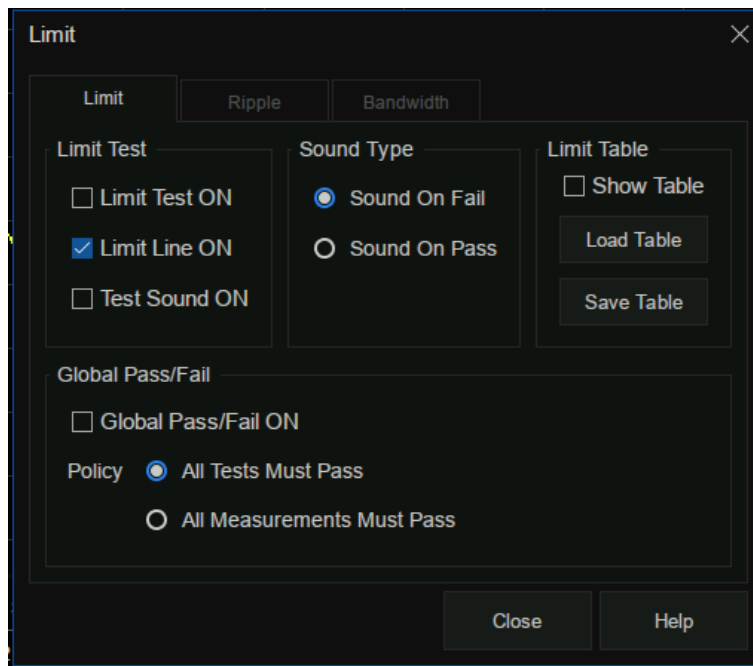 Limit
Limit Ripple Bandwidth
Limit Test
Limit Test ON
Limit Line ON
Test Sound ON
Sound Type
Sound On Fail
Sound On Pass
Limit Table
Show Table
Load Table
Save Table
Global Pass/Fail
Global Pass/Fail ON
Policy All Tests Must Pass
All Measurements Must Pass
Close Help